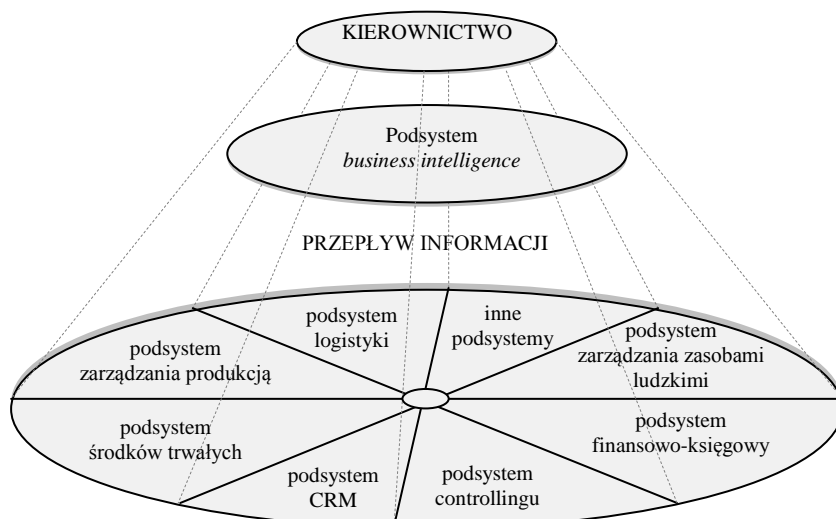 KIEROWNICTWO
Podsystem
business intelligence
PRZEPŁYW INFORMACJI
podsystem
logistyki
inne
podsystemy
podsystem
zarządzania produkcją
podsystem
zarządzania zasobami
ludzkimi
podsystem
środków trwałych
podsystem
finansowo-księgowy
podsystem
CRM
podsystem
controllingu